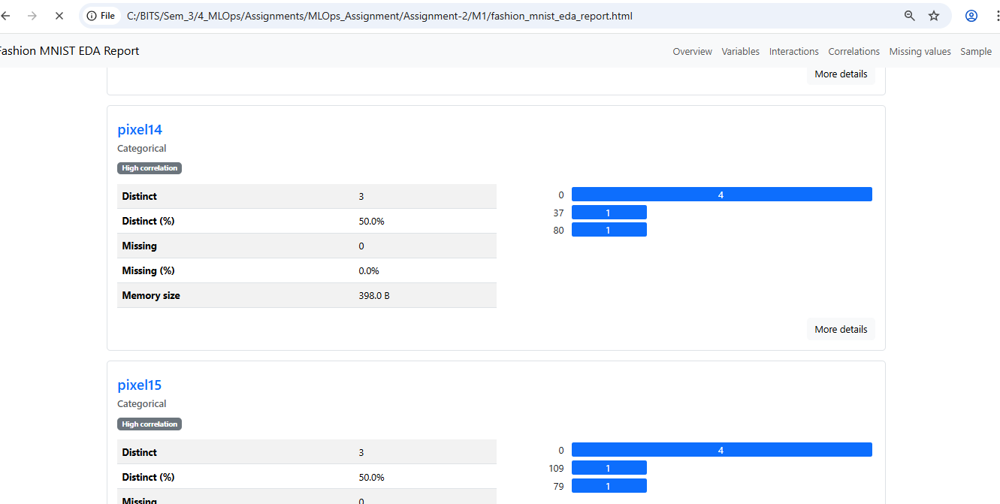 File C:/BITS/Sem_3/4_MLOps/Assignments/MLOps_Assignment/Assignment-2/M1/fashion_mnist_eda_report.html
Fashion MNIST EDA Report Overview Variables Interactions Correlations Missing values Sample
More details
pixel14
Categorical
High correlation
Distinct 3
Distinct (%) 50.0%
Missing 0
Missing (%) 0.0%
Memory size 398.0 B
0 4
37 1
80 1
More details
pixel15
Categorical
High correlation
Distinct 3
Distinct (%) 50.0%
Missing 0
0 4
109 1
79 1